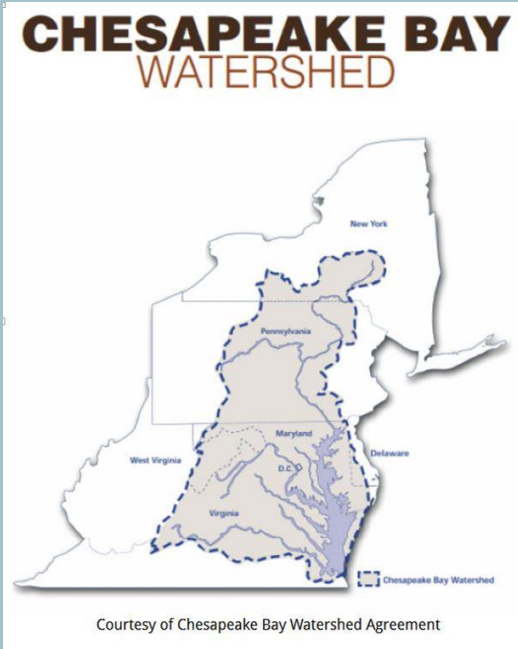 CHESAPEAKE BAY
WATERSHED
New York
Pennsylvania
Maryland
West Virginia
Delaware
D.C.
Virginia
Chesapeake Bay Watershed
Courtesy of Chesapeake Bay Watershed Agreement